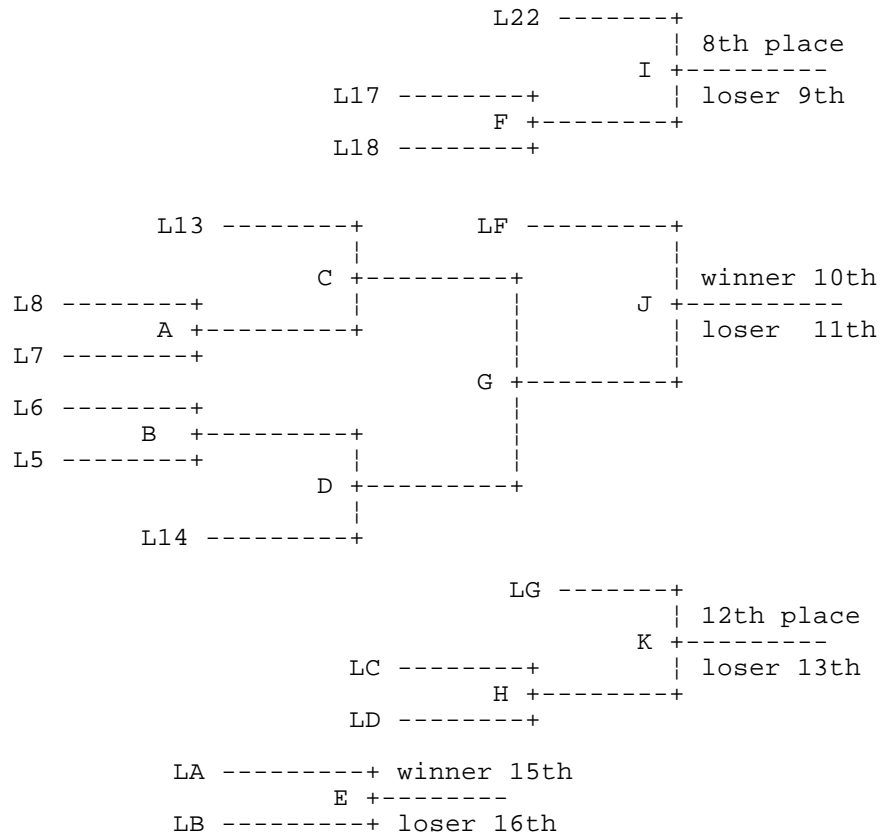 L22 --------+
¦ 8th place
I +---------
L17 --------+ ¦ loser 9th
F +--------+
L18 --------+
L13 --------+ LF --------+
¦ ¦
C +---------+ ¦ winner 10th
L8 --------+ ¦ ¦ J +----------
A +---------+ ¦ ¦ loser  11th
L7 --------+ ¦ ¦
G +---------+
L6 --------+ ¦
B +---------+ ¦
L5 --------+ ¦ ¦
D +---------+
¦
L14 ---------+
LG -------+
¦ 12th place
K +---------
LC --------+ ¦ loser 13th
H +--------+
LD --------+
LA ---------+ winner 15th
E +--------
LB ---------+ loser 16th